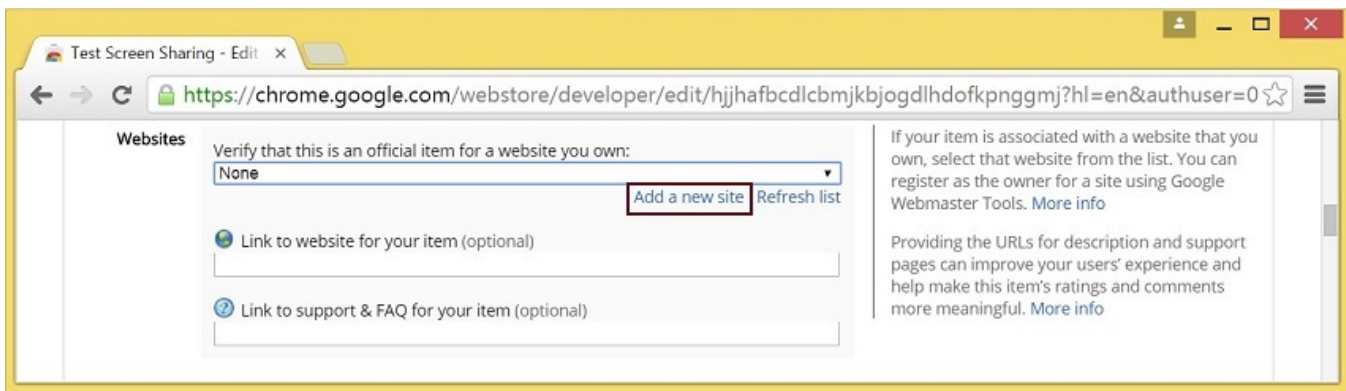 Test Screen Sharing - Edit
https://chrome.google.com/webstore/developer/edit/hjjhafbcdlcbmjkbjogdlhdofkpnggmj?hl=en&authuser=0
Websites
Verify that this is an official item for a website you own:
None
Add a new site Refresh list
Link to website for your item (optional)
Link to support & FAQ for your item (optional)
If your item is associated with a website that you
own, select that website from the list. You can
register as the owner for a site using Google
Webmaster Tools. More info
Providing the URLs for description and support
pages can improve your users' experience and
help make this item's ratings and comments
more meaningful. More info